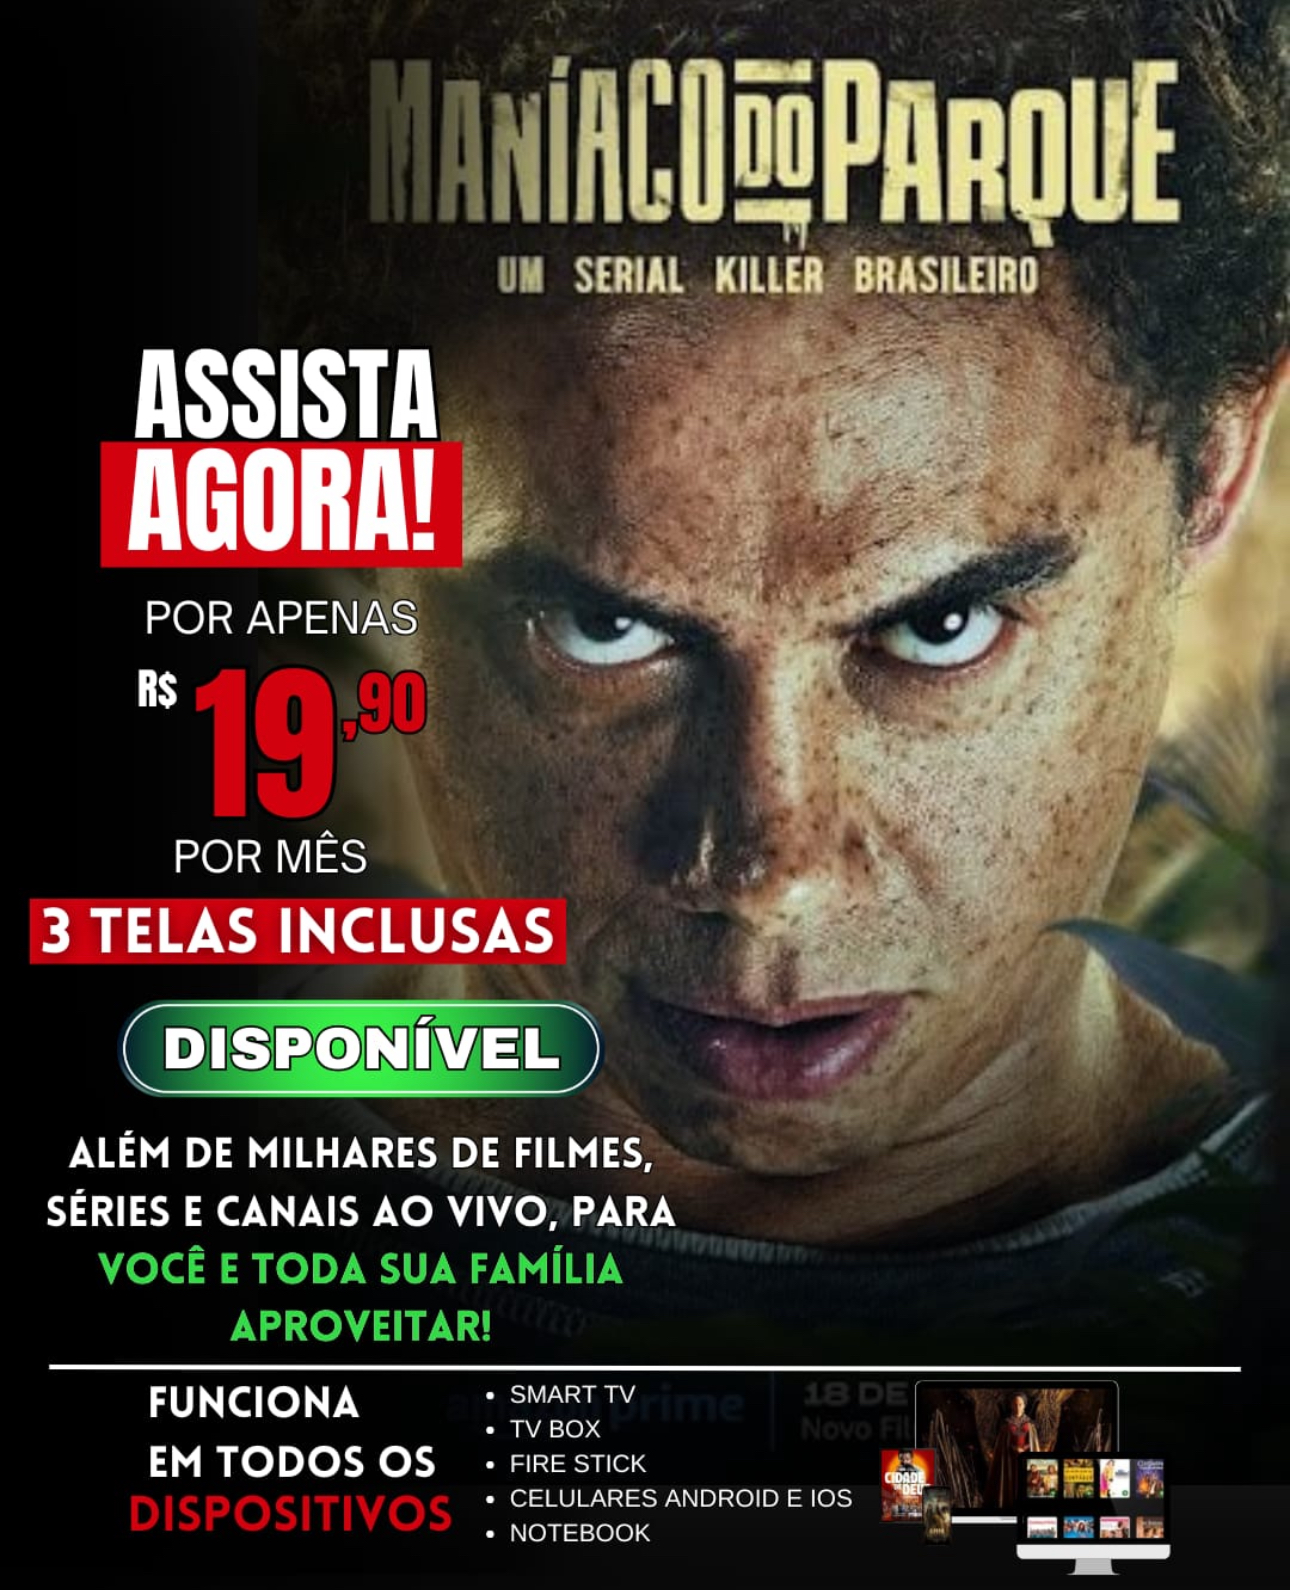 MANÍACO DO PARQUE
UM SERIAL KILLER BRASILEIRO
ASSISTA
AGORA!
POR APENAS
R$ 19,90
POR MÊS
3 TELAS INCLUSAS
DISPONÍVEL
ALÉM DE MILHARES DE FILMES,
SÉRIES E CANAIS AO VIVO, PARA
VOCÊ E TODA SUA FAMÍLIA
APROVEITAR!
FUNCIONA
EM TODOS OS
DISPOSITIVOS
• SMART TV
• TV BOX
• FIRE STICK
• CELULARES ANDROID E IOS
• NOTEBOOK
prime
18 DE
Novo Fil
CIDADE
DE DEU